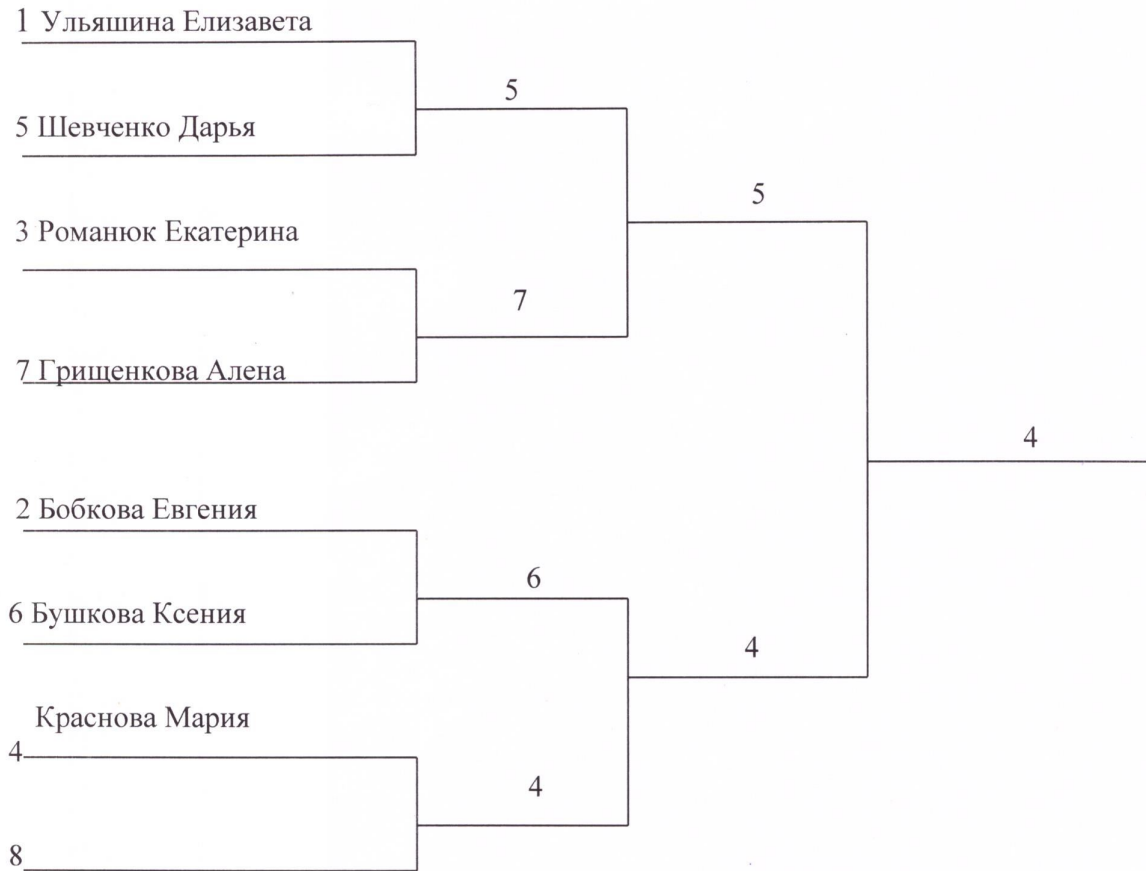 1 Ульяшина Елизавета
5
5 Шевченко Дарья
5
3 Романюк Екатерина
7
7 Грищенкова Алена
4
2 Бобкова Евгения
6
6 Бушкова Ксения
4
Краснова Мария
4
4
8